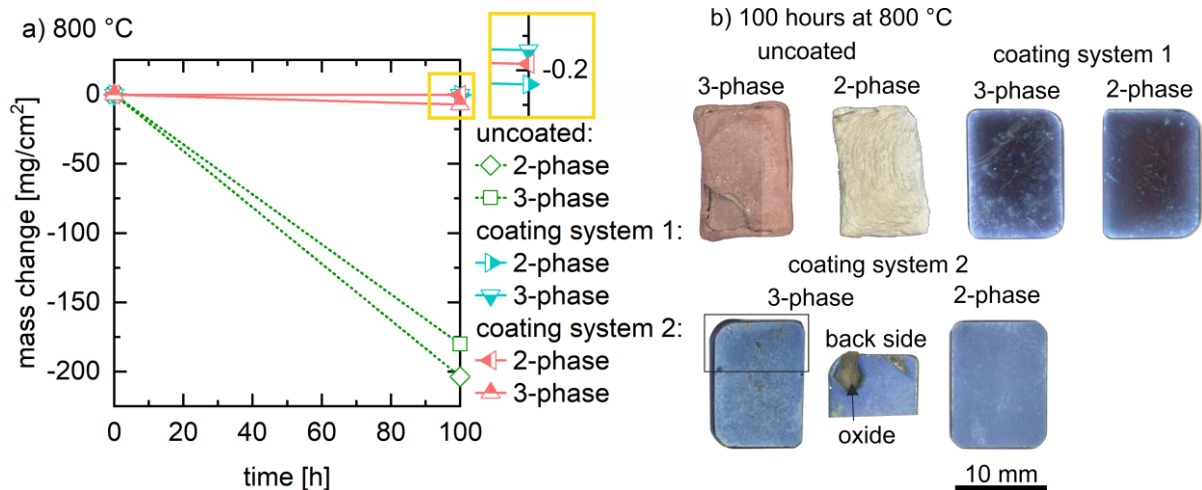 a) 800 °C
mass change [mg/cm²]
0
-50
-100
-150
-200
0
20
40
60
80
100
time [h]
-0.2
uncoated:
2-phase
3-phase
coating system 1:
2-phase
3-phase
coating system 2:
2-phase
3-phase
b) 100 hours at 800 °C
uncoated
3-phase
2-phase
coating system 1
3-phase
2-phase
coating system 2
3-phase
back side
oxide
2-phase
10 mm